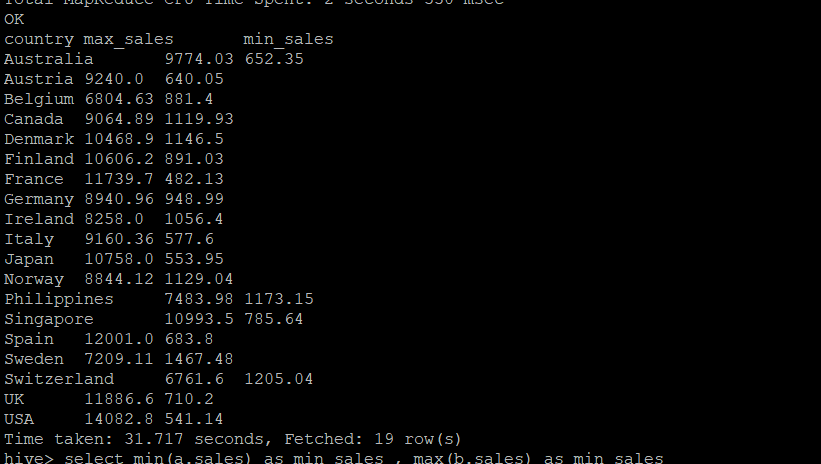 Total MapReduce CPU Time Spent: 2 seconds 550 msec
OK
country max_sales       min_sales
Australia       9774.03 652.35
Austria 9240.0  640.05
Belgium 6804.63 881.4
Canada  9064.89 1119.93
Denmark 10468.9 1146.5
Finland 10606.2 891.03
France  11739.7 482.13
Germany 8940.96 948.99
Ireland 8258.0  1056.4
Italy   9160.36 577.6
Japan   10758.0 553.95
Norway  8844.12 1129.04
Philippines     7483.98 1173.15
Singapore       10993.5 785.64
Spain   12001.0 683.8
Sweden  7209.11 1467.48
Switzerland     6761.6  1205.04
UK      11886.6 710.2
USA     14082.8 541.14
Time taken: 31.717 seconds, Fetched: 19 row(s)
hive> select min(a.sales) as min_sales , max(b.sales) as min_sales